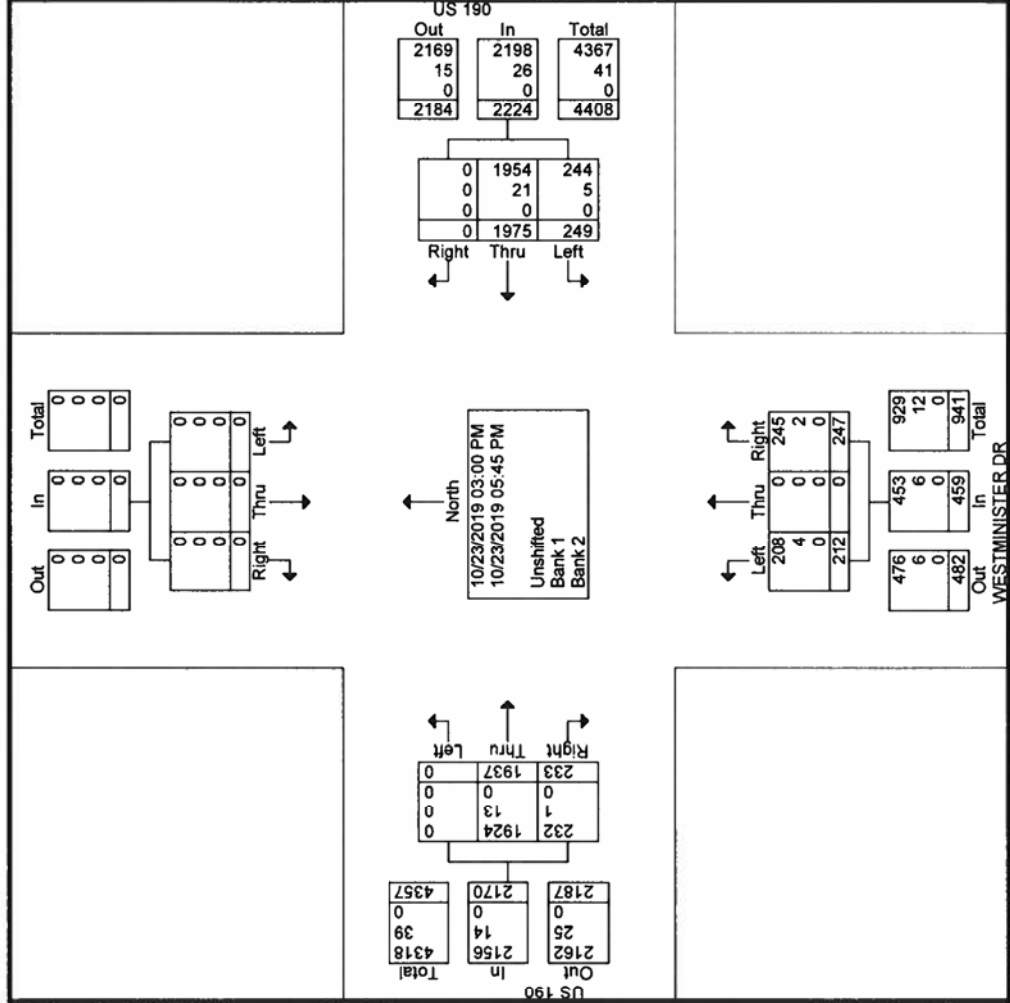 US 190
Out In Total
2169 2198 4367
15 26 41
0 0 0
2184 2224 4408
0 1954 244
0 21 5
0 0 0
0 1975 249
Right Thru Left
Out In Total
0 0 0
0 0 0
0 0 0
0 0 0
0 0 0
0 0 0
0 0 0
0 0 0
Right Thru Left
North
10/23/2019 03:00 PM
10/23/2019 05:45 PM
Unshifted
Bank 1
Bank 2
Left Thru Right
208 0 245
4 0 2
0 0 0
212 0 247
476 453 929
6 6 12
0 0 0
482 459 941
Out In Total
WESTMINISTER DR
US 190
Out In Total
2162 2156 4318
25 14 39
0 0 0
2187 2170 4357
232 1924 0
1 13 0
0 0 0
233 1937 0
Right Thru Left